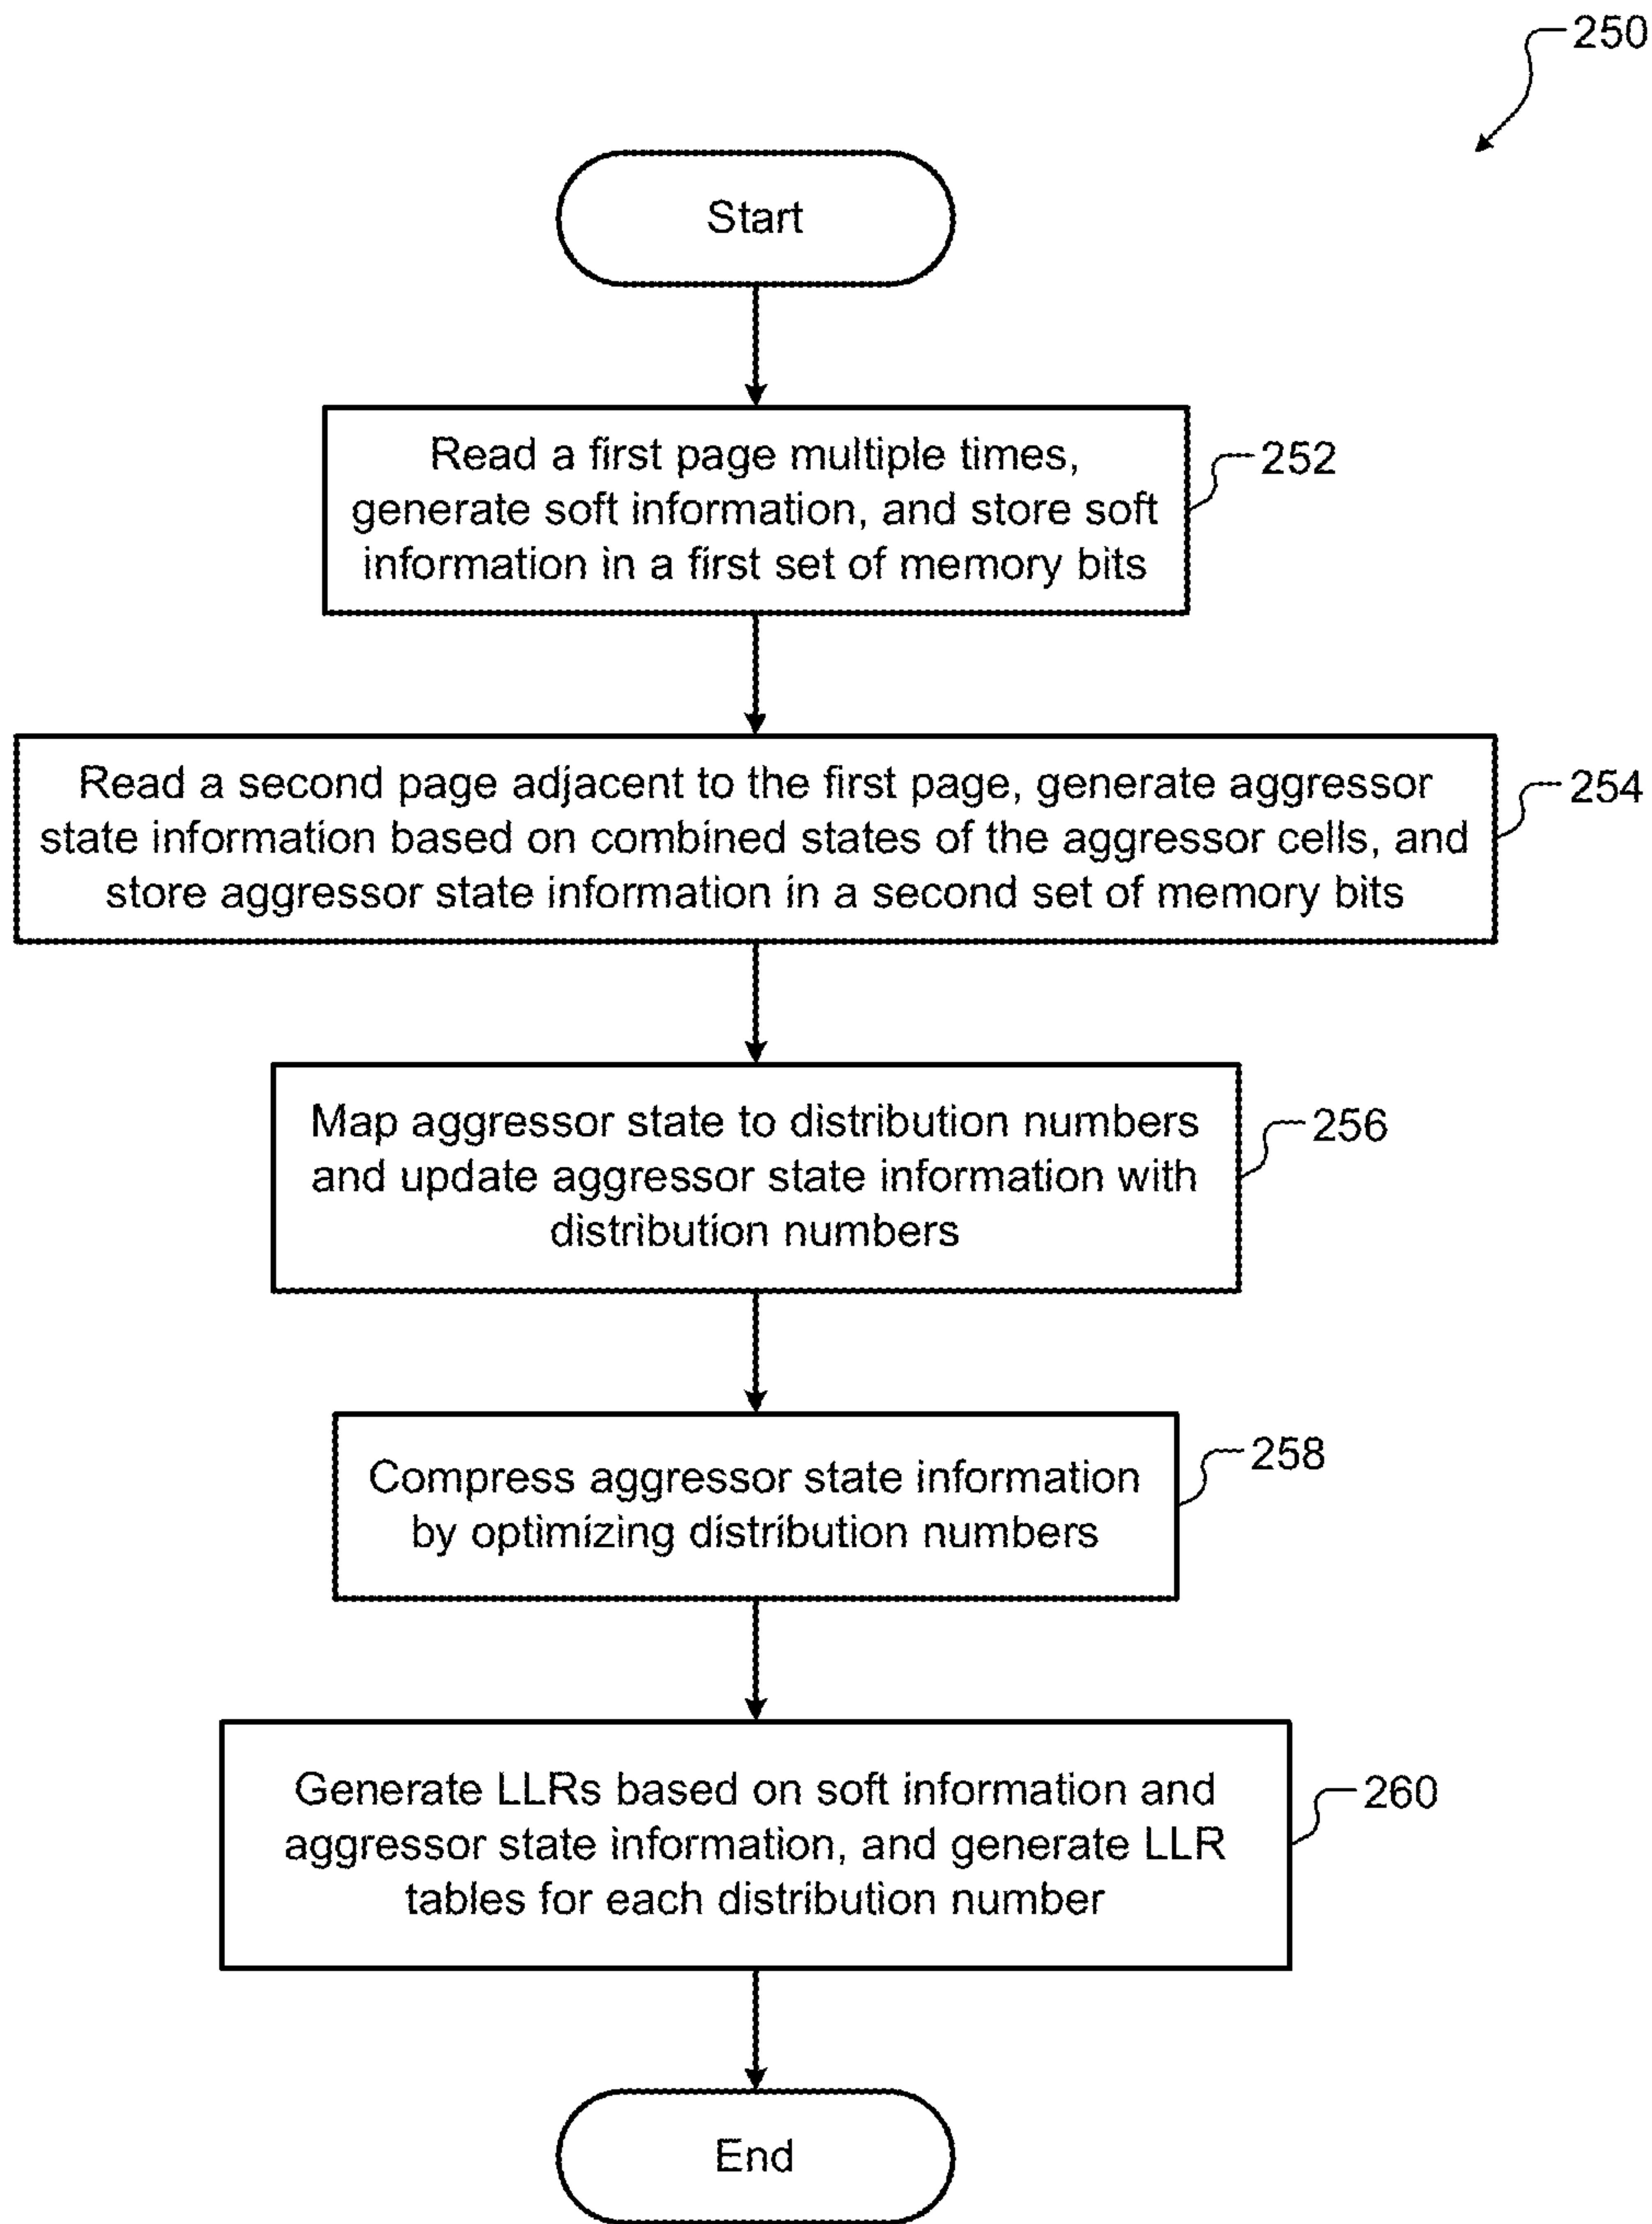 250
Start
Read a first page multiple times,
generate soft information, and store soft
information in a first set of memory bits
252
Read a second page adjacent to the first page, generate aggressor
state information based on combined states of the aggressor cells, and
store aggressor state information in a second set of memory bits
254
Map aggressor state to distribution numbers
and update aggressor state information with
distribution numbers
256
Compress aggressor state information
by optimizing distribution numbers
258
Generate LLRs based on soft information and
aggressor state information, and generate LLR
tables for each distribution number
260
End